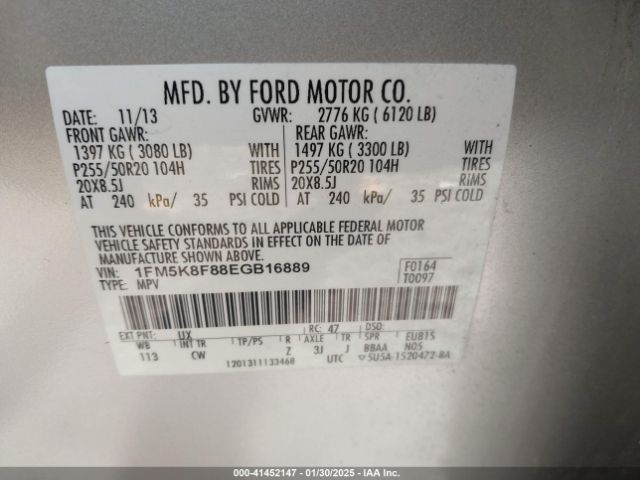 MFD. BY FORD MOTOR CO.
DATE: 11/13 GVWR: 2776 KG ( 6120 LB)
FRONT GAWR: REAR GAWR:
1397 KG ( 3080 LB) WITH 1497 KG ( 3300 LB) WITH
P255/50R20 104H TIRES P255/50R20 104H TIRES
20X8.5J RIMS 20X8.5J RIMS
AT 240 kPa/ 35 PSI COLD AT 240 kPa/ 35 PSI COLD
THIS VEHICLE CONFORMS TO ALL APPLICABLE FEDERAL MOTOR
VEHICLE SAFETY STANDARDS IN EFFECT ON THE DATE OF
MANUFACTURE SHOWN ABOVE.
VIN: 1FM5K8F88EGB16889 F0164
TYPE: MPV T0097
EXT PNT: UX RC: 47 DSO:
WB INT TR TP/PS R AXLE TR SPR EU81S
113 CW Z 3J J BBAA N05
1201311133468 UTC 5U5A-1520472-BA
000-41452147 - 01/30/2025 - IAA Inc.